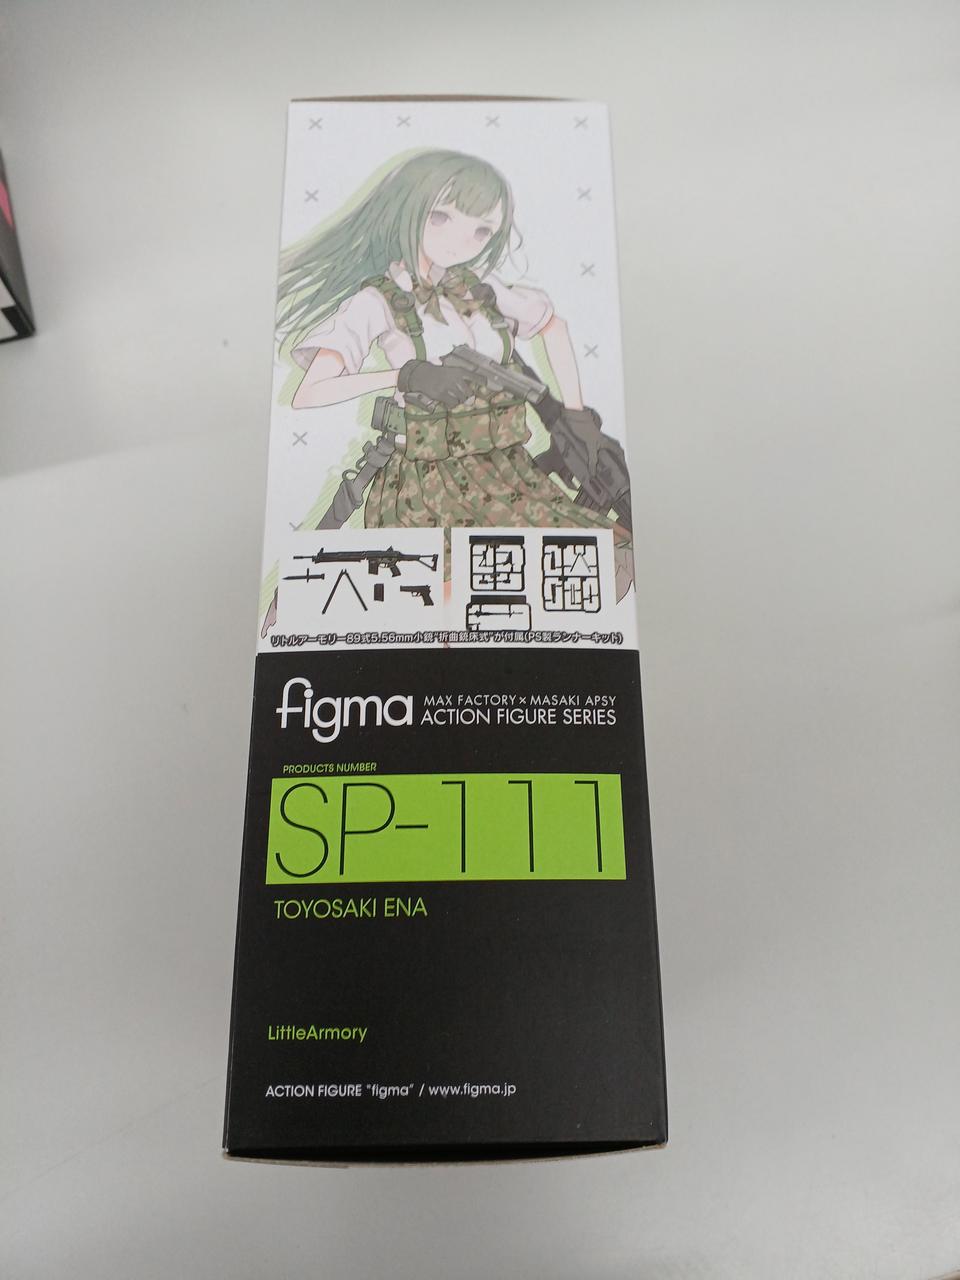 リトルアーモリー89式5.56mm小銃"折曲銃床式"が付属(PS製ランナーキット)
figma MAX FACTORY×MASAKI APSY
ACTION FIGURE SERIES
PRODUCTS NUMBER
SP-111
TOYOSAKI ENA
LittleArmory
ACTION FIGURE "figma" / www.figma.jp